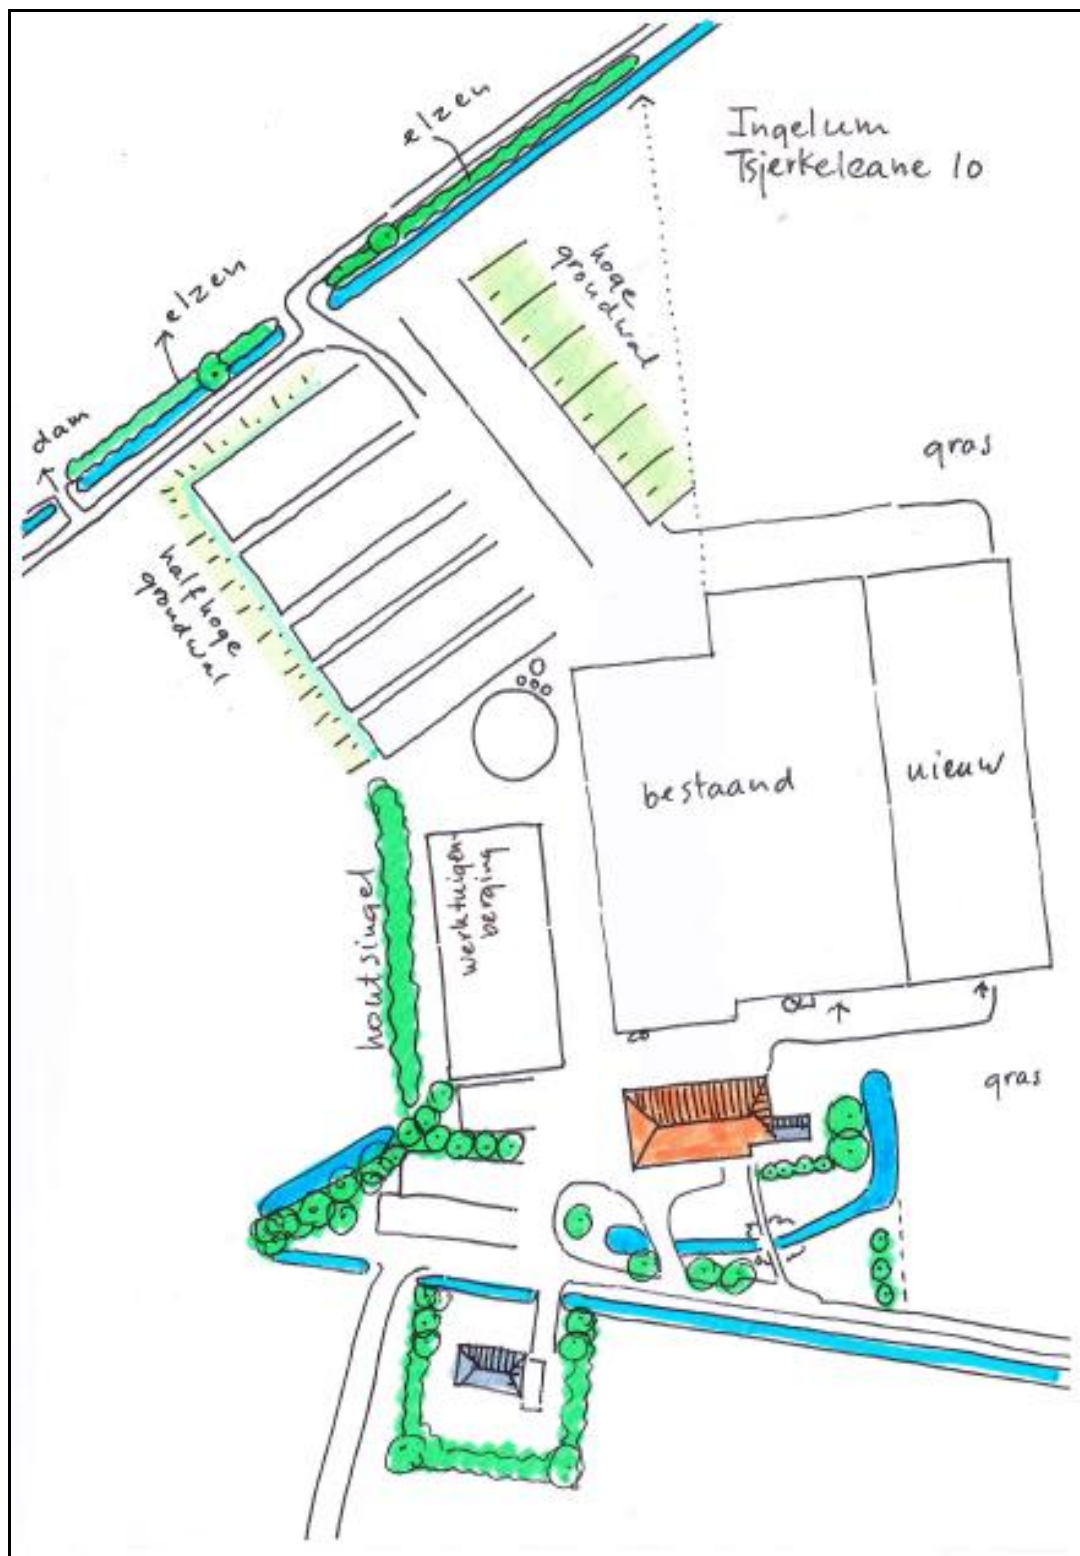 elzen
Ingelum
Tsjerkeleane 10
hoge
grondwal
elzen
dam
gras
halfhoge
grondwal
bestaand
nieuw
werktuigen-
berging
houtsingel
gras